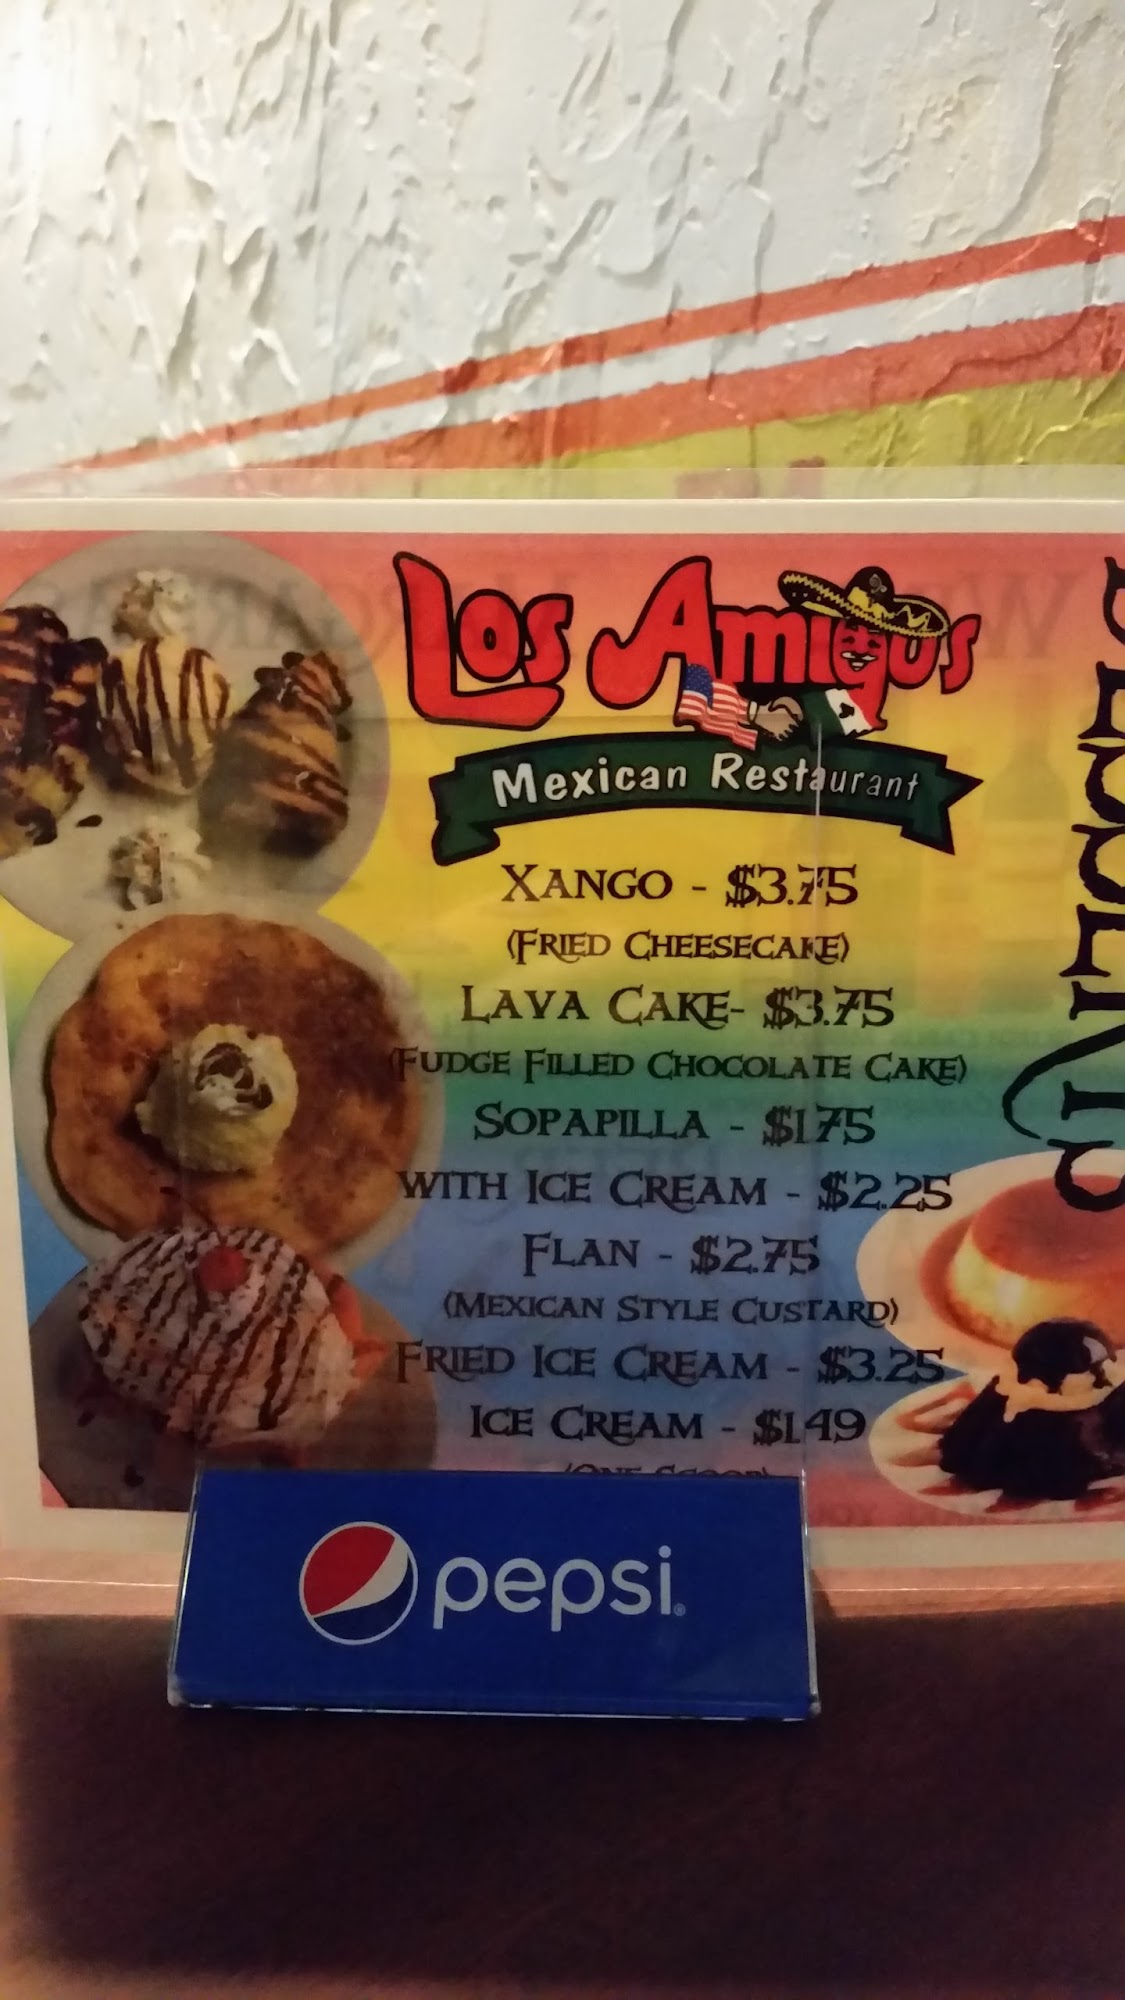 Los Amigos
Mexican Restaurant
XANGO - $3.75
(FRIED CHEESECAKE)
LAVA CAKE- $3.75
(FUDGE FILLED CHOCOLATE CAKE)
SOPAPILLA - $1.75
WITH ICE CREAM - $2.25
FLAN - $2.75
(MEXICAN STYLE CUSTARD)
FRIED ICE CREAM - $3.25
ICE CREAM - $1.49
(ONE SCOOP)
pepsi®